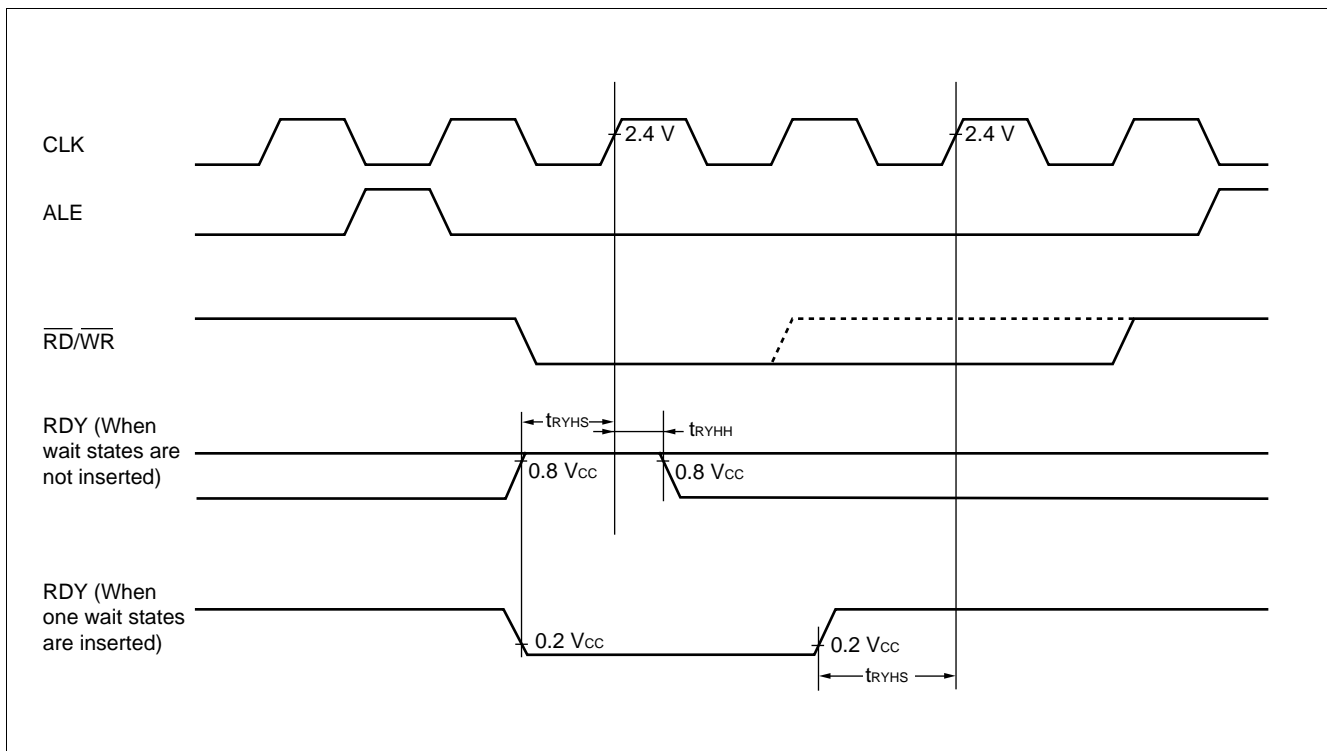 CLK
2.4 V
2.4 V
ALE
RD/WR
RDY (When
wait states are
not inserted)
tRYHS
tRYHH
0.8 VCC
0.8 VCC
RDY (When
one wait states
are inserted)
0.2 VCC
0.2 VCC
tRYHS